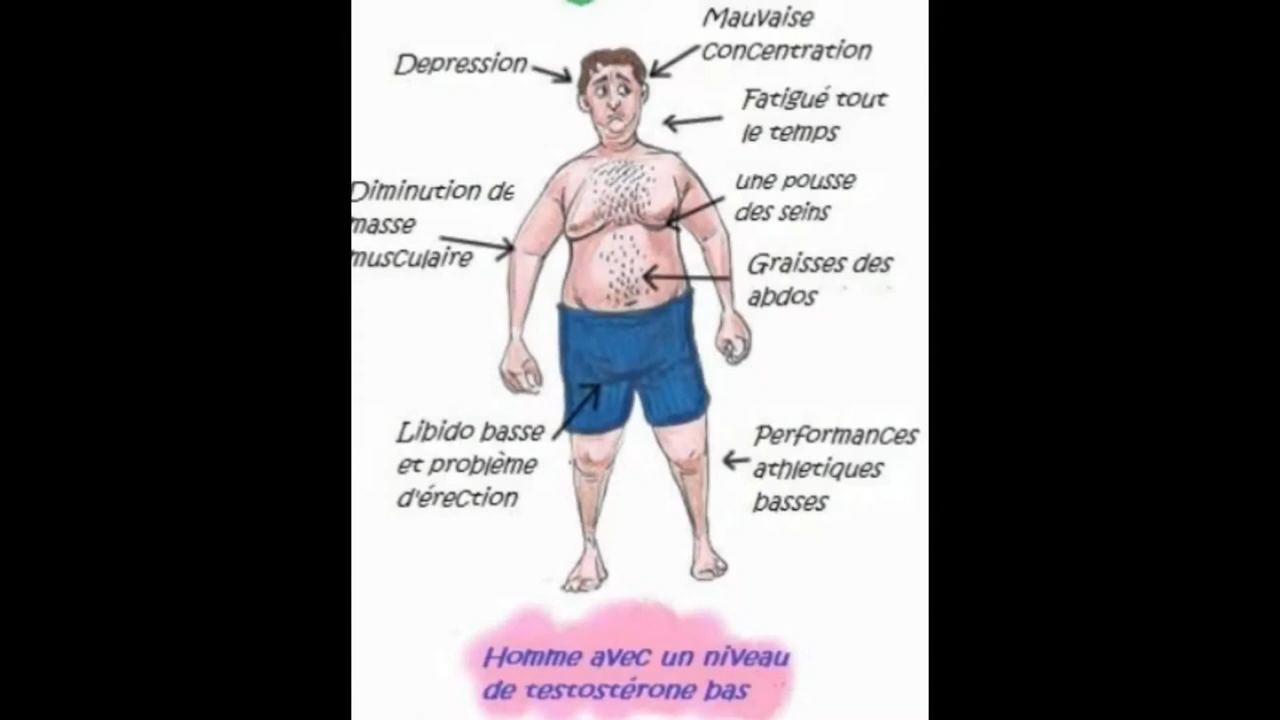 Mauvaise
concentration
Depression
Fatigué tout
le temps
une pousse
des seins
Diminution de
masse
musculaire
Graisses des
abdos
Libido basse
et problème
d'érection
Performances
athletiques
basses
Homme avec un niveau
de testostérone bas